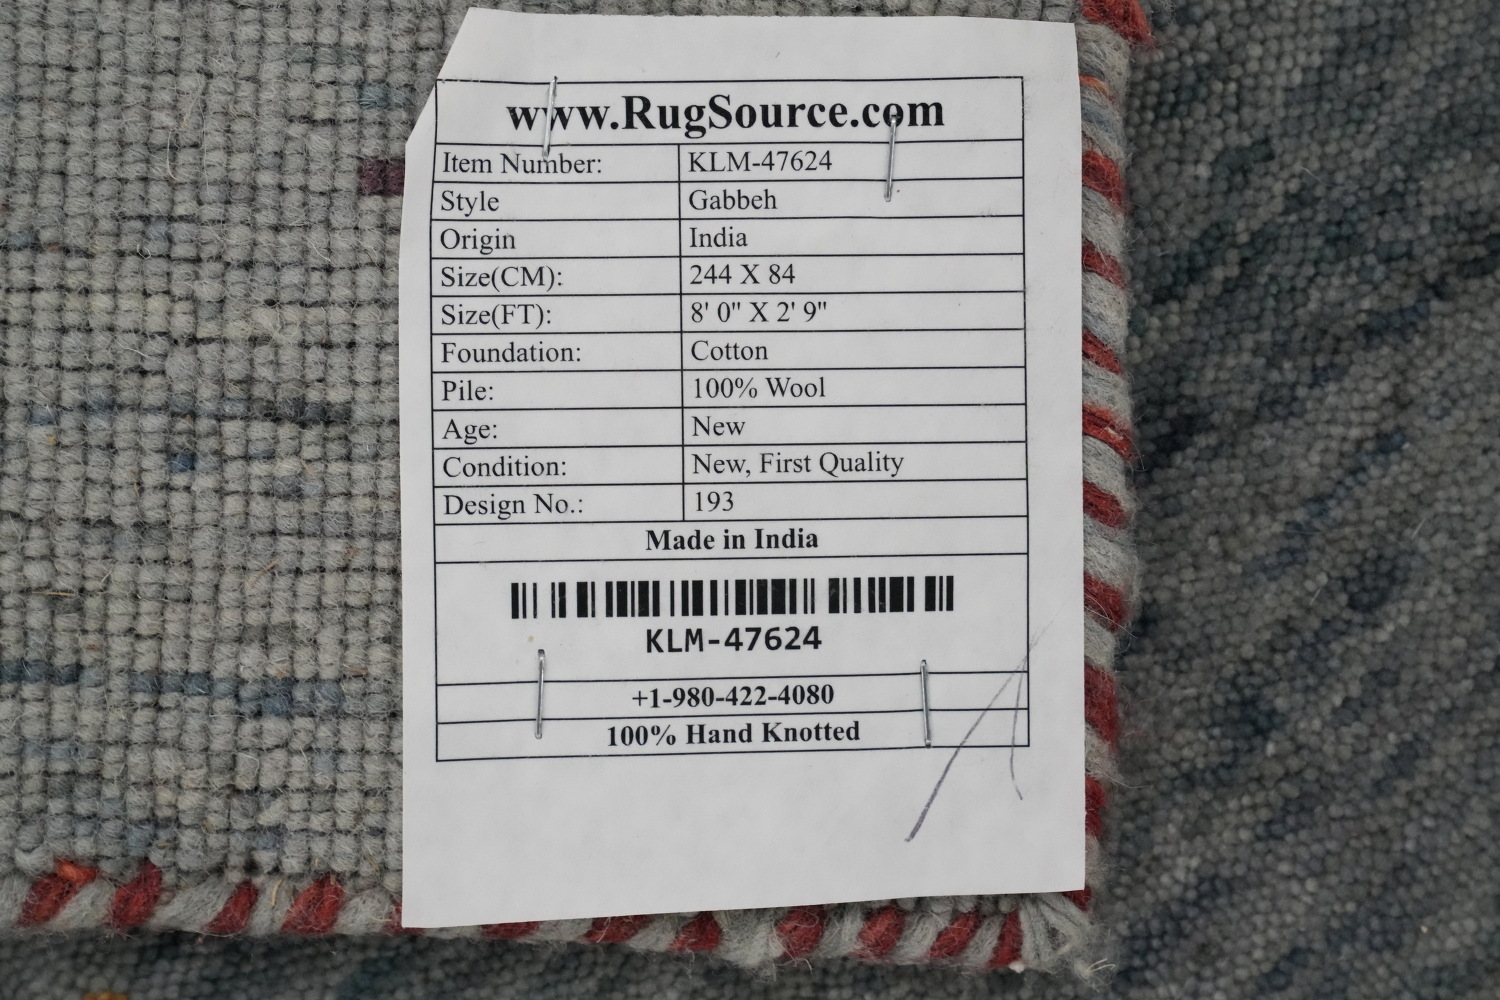 www.RugSource.com
Item Number: KLM-47624
Style Gabbeh
Origin India
Size(CM): 244 X 84
Size(FT): 8' 0" X 2' 9"
Foundation: Cotton
Pile: 100% Wool
Age: New
Condition: New, First Quality
Design No.: 193
Made in India
KLM-47624
+1-980-422-4080
100% Hand Knotted